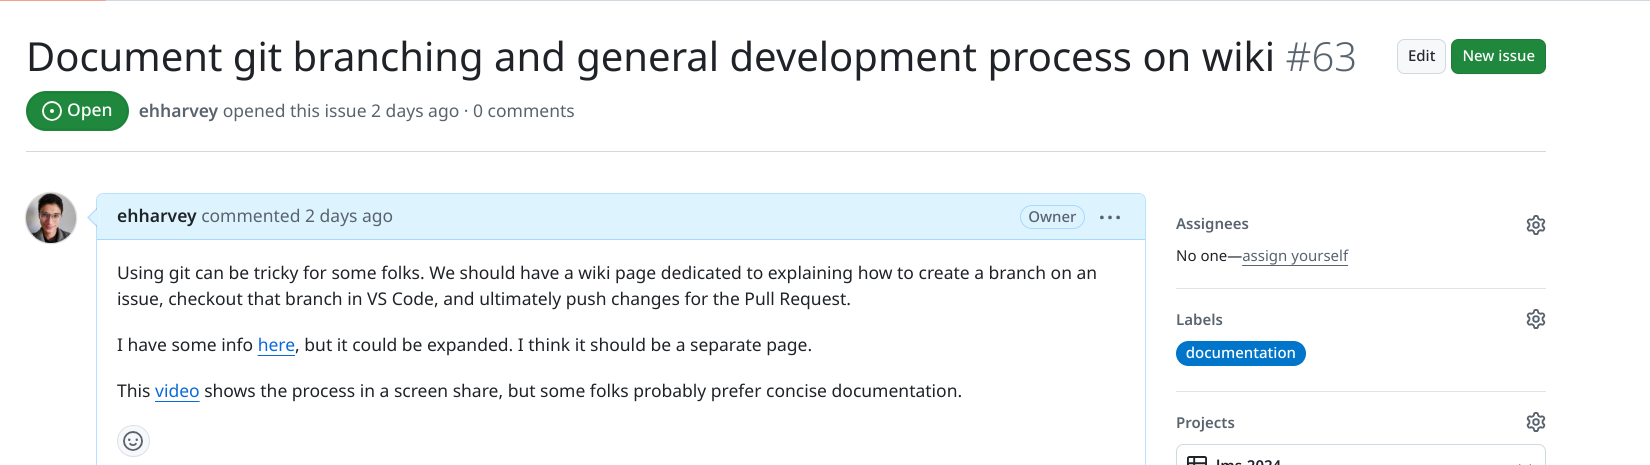 Document git branching and general development process on wiki #63
Edit
New issue
Open
ehharvey opened this issue 2 days ago · 0 comments
ehharvey commented 2 days ago
Owner
Using git can be tricky for some folks. We should have a wiki page dedicated to explaining how to create a branch on an
issue, checkout that branch in VS Code, and ultimately push changes for the Pull Request.
I have some info here, but it could be expanded. I think it should be a separate page.
This video shows the process in a screen share, but some folks probably prefer concise documentation.
Assignees
No one—assign yourself
Labels
documentation
Projects
lms 2024